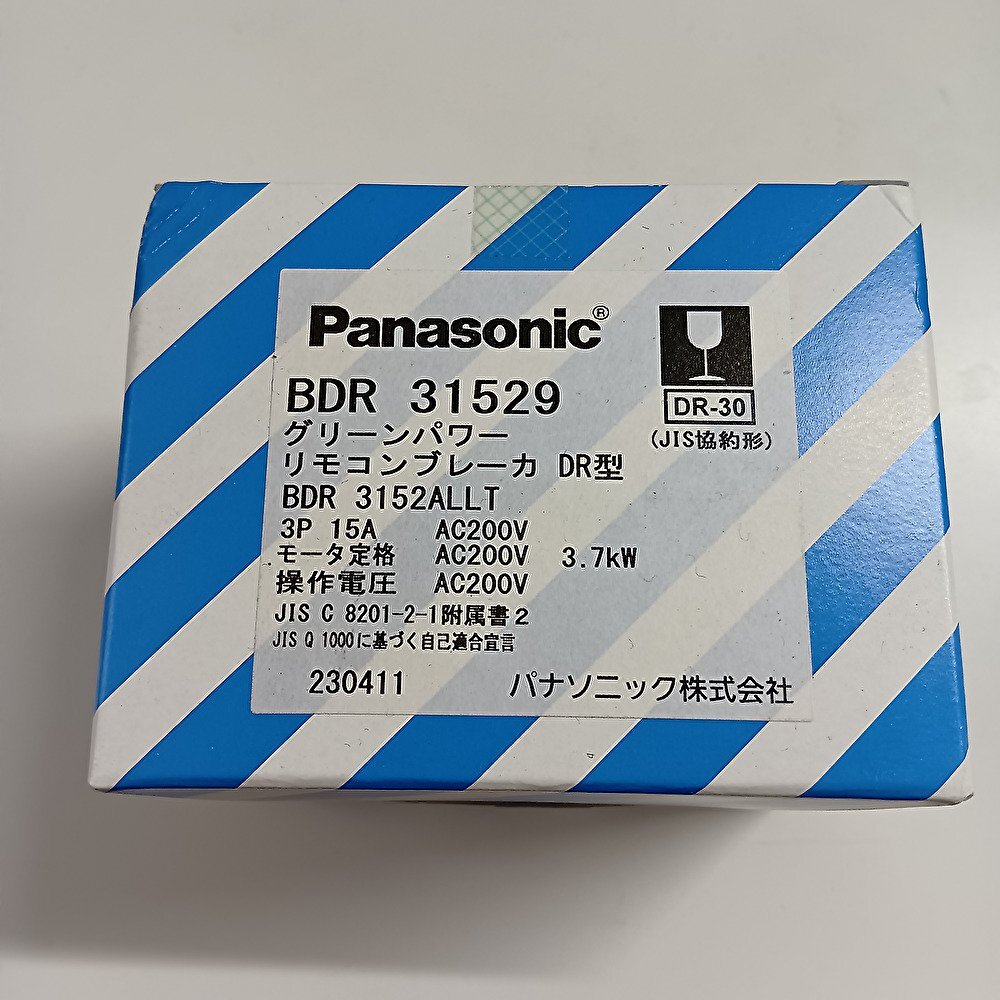 Panasonic®
BDR 31529
グリーンパワー
リモコンブレーカ DR型
DR-30
(JIS協約形)
BDR 3152ALLT
3P 15A AC200V
モータ定格 AC200V 3.7kW
操作電圧 AC200V
JIS C 8201-2-1附属書2
JIS Q 1000に基づく自己適合宣言
230411 パナソニック株式会社